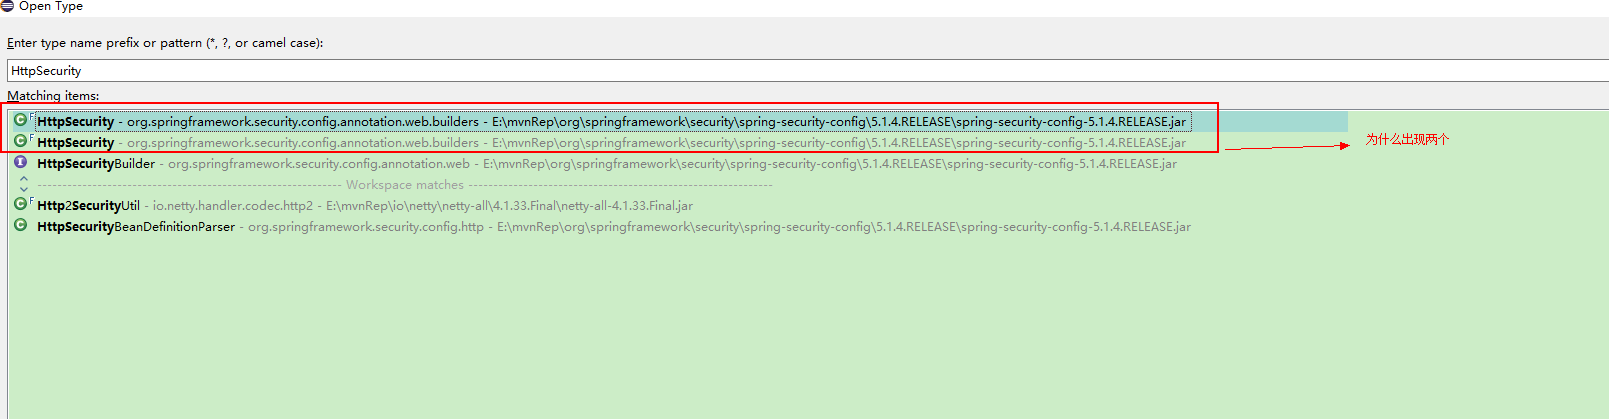 Open Type
Enter type name prefix or pattern (*, ?, or camel case):
HttpSecurity
Matching items:
HttpSecurity - org.springframework.security.config.annotation.web.builders - E:\mvnRep\org\springframework\security\spring-security-config\5.1.4.RELEASE\spring-security-config-5.1.4.RELEASE.jar
HttpSecurity - org.springframework.security.config.annotation.web.builders - E:\mvnRep\org\springframework\security\spring-security-config\5.1.4.RELEASE\spring-security-config-5.1.4.RELEASE.jar
为什么出现两个
HttpSecurityBuilder - org.springframework.security.config.annotation.web - E:\mvnRep\org\springframework\security\spring-security-config\5.1.4.RELEASE\spring-security-config-5.1.4.RELEASE.jar
Workspace matches
Http2SecurityUtil - io.netty.handler.codec.http2 - E:\mvnRep\io\netty\netty-all\4.1.33.Final\netty-all-4.1.33.Final.jar
HttpSecurityBeanDefinitionParser - org.springframework.security.config.http - E:\mvnRep\org\springframework\security\spring-security-config\5.1.4.RELEASE\spring-security-config-5.1.4.RELEASE.jar